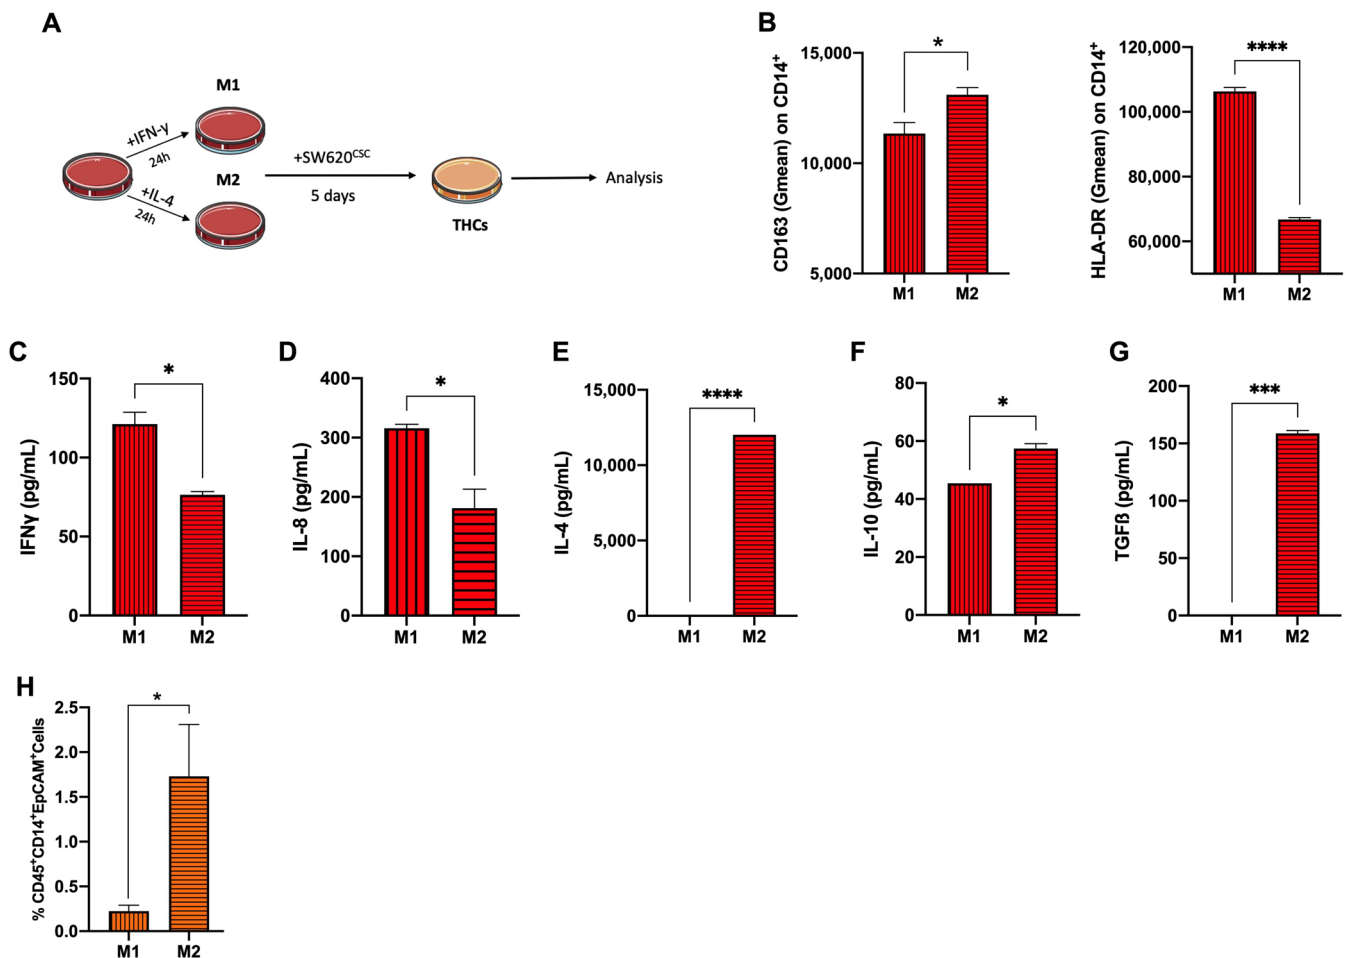 A
M1
+IFN-γ
24h
M2
+IL-4
24h
+SW620CSC
5 days
THCs
Analysis
B
CD163 (Gmean) on CD14+
15,000
10,000
5,000
*
M1 M2
HLA-DR (Gmean) on CD14+
120,000
100,000
80,000
60,000
****
M1 M2
C
IFNγ (pg/mL)
150
100
50
0
*
M1 M2
D
IL-8 (pg/mL)
400
300
200
100
0
*
M1 M2
E
IL-4 (pg/mL)
15,000
10,000
5,000
0
****
M1 M2
F
IL-10 (pg/mL)
80
60
40
20
0
*
M1 M2
G
TGFß (pg/mL)
200
150
100
50
0
***
M1 M2
H
% CD45+CD14+EpCAM+Cells
2.5
2.0
1.5
1.0
0.5
0.0
*
M1 M2